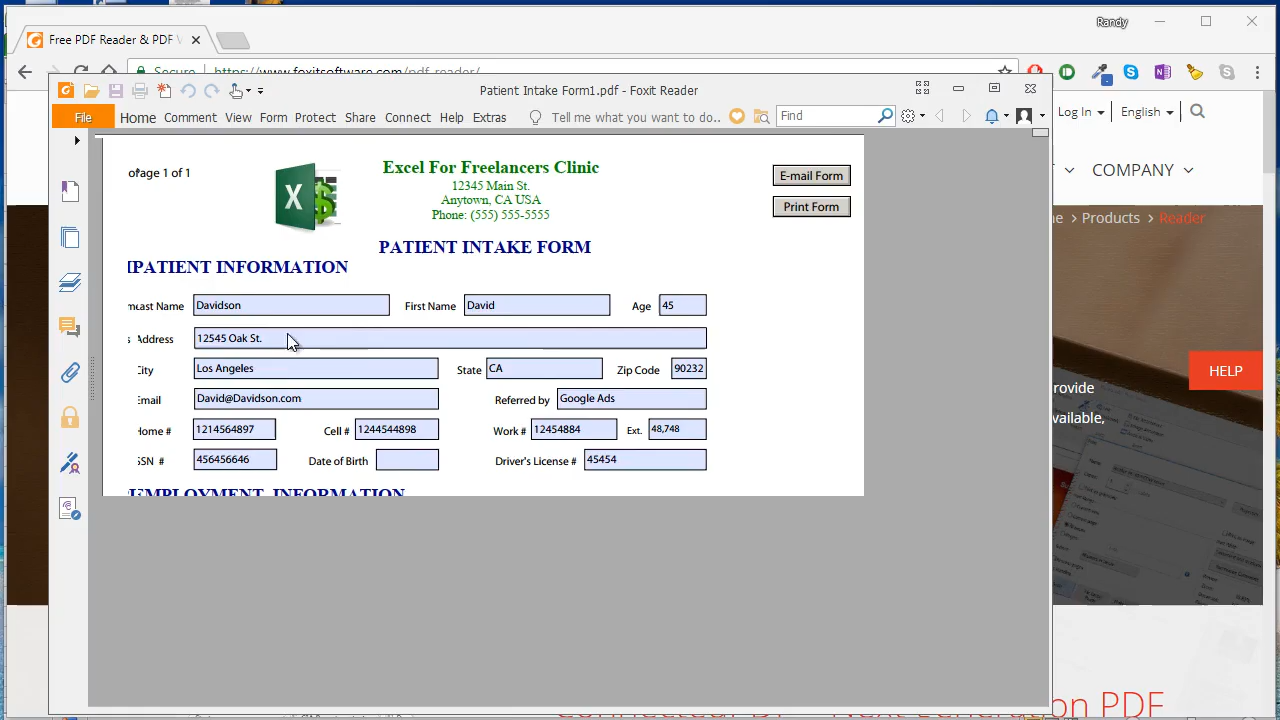 Randy
Free PDF Reader & PDF
Secure
https://www.foxitsoftware.com/pdf_reader/
Patient Intake Form1.pdf - Foxit Reader
File Home Comment View Form Protect Share Connect Help Extras Tell me what you want to do.. Find
Log In English
COMPANY
Products Reader
of age 1 of 1
Excel For Freelancers Clinic
12345 Main St.
Anytown, CA USA
Phone: (555) 555-5555
E-mail Form
Print Form
PATIENT INTAKE FORM
PATIENT INFORMATION
ast Name Davidson First Name David Age 45
Address 12545 Oak St.
City Los Angeles State CA Zip Code 90232
Email David@Davidson.com Referred by Google Ads
Home # 1214564897 Cell # 1244544898 Work # 12454884 Ext. 48,748
SSN # 456456646 Date of Birth Driver's License # 45454
EMPLOYMENT INFORMATION
HELP
rovide
vailable,
PDF